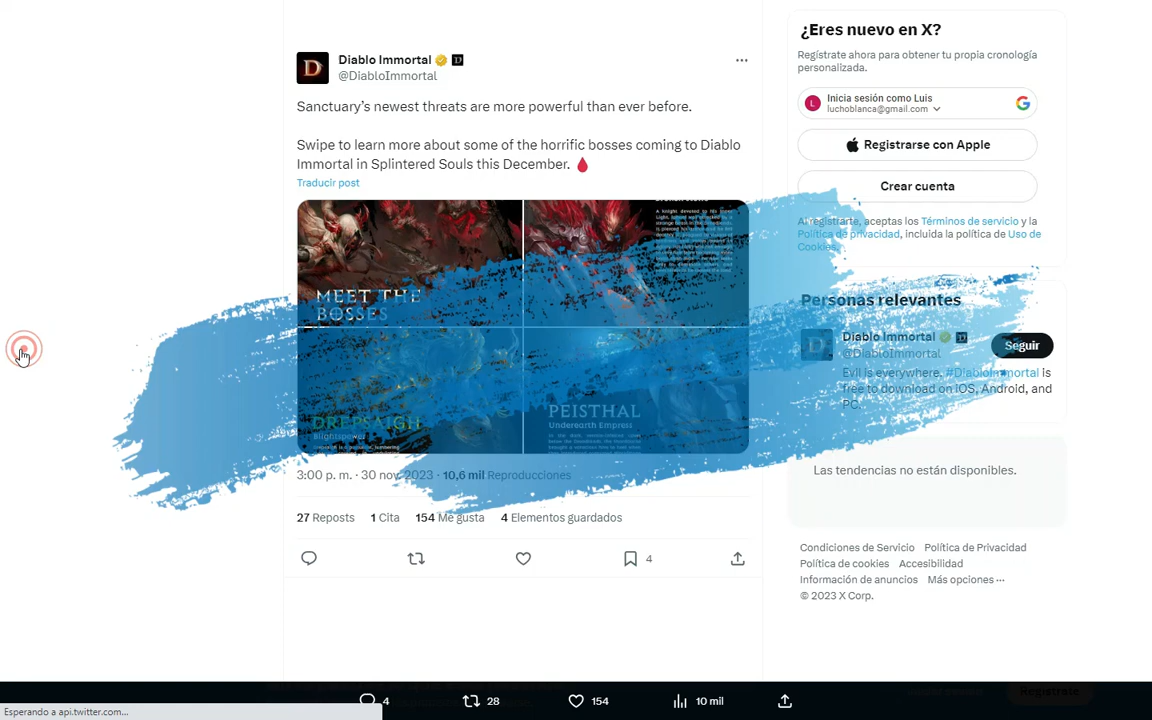 Diablo Immortal
@DiabloImmortal
Sanctuary's newest threats are more powerful than ever before.
Swipe to learn more about some of the horrific bosses coming to Diablo
Immortal in Splintered Souls this December.
Traducir post
MEET THE
BOSSES
DREPSAIGH
Blightspawer
PEISTHAL
Underearth Empress
3:00 p. m. · 30 nov. 2023 · 10,6 mil Reproducciones
27 Reposts 1 Cita 154 Me gusta 4 Elementos guardados
4
¿Eres nuevo en X?
Regístrate ahora para obtener tu propia cronología
personalizada.
Inicia sesión como Luis
luchoblanca@gmail.com
Registrarse con Apple
Crear cuenta
Al registrarte, aceptas los Términos de servicio y la
Política de privacidad, incluida la política de Uso de
Cookies.
Personas relevantes
Diablo Immortal
@DiabloImmortal
Seguir
Evil is everywhere. #DiabloImmortal is
free to download on iOS, Android, and
PC.
Las tendencias no están disponibles.
Condiciones de Servicio Política de Privacidad
Política de cookies Accesibilidad
Información de anuncios Más opciones ···
© 2023 X Corp.
4 28 154 10 mil
Regístrate
Esperando a api.twitter.com...